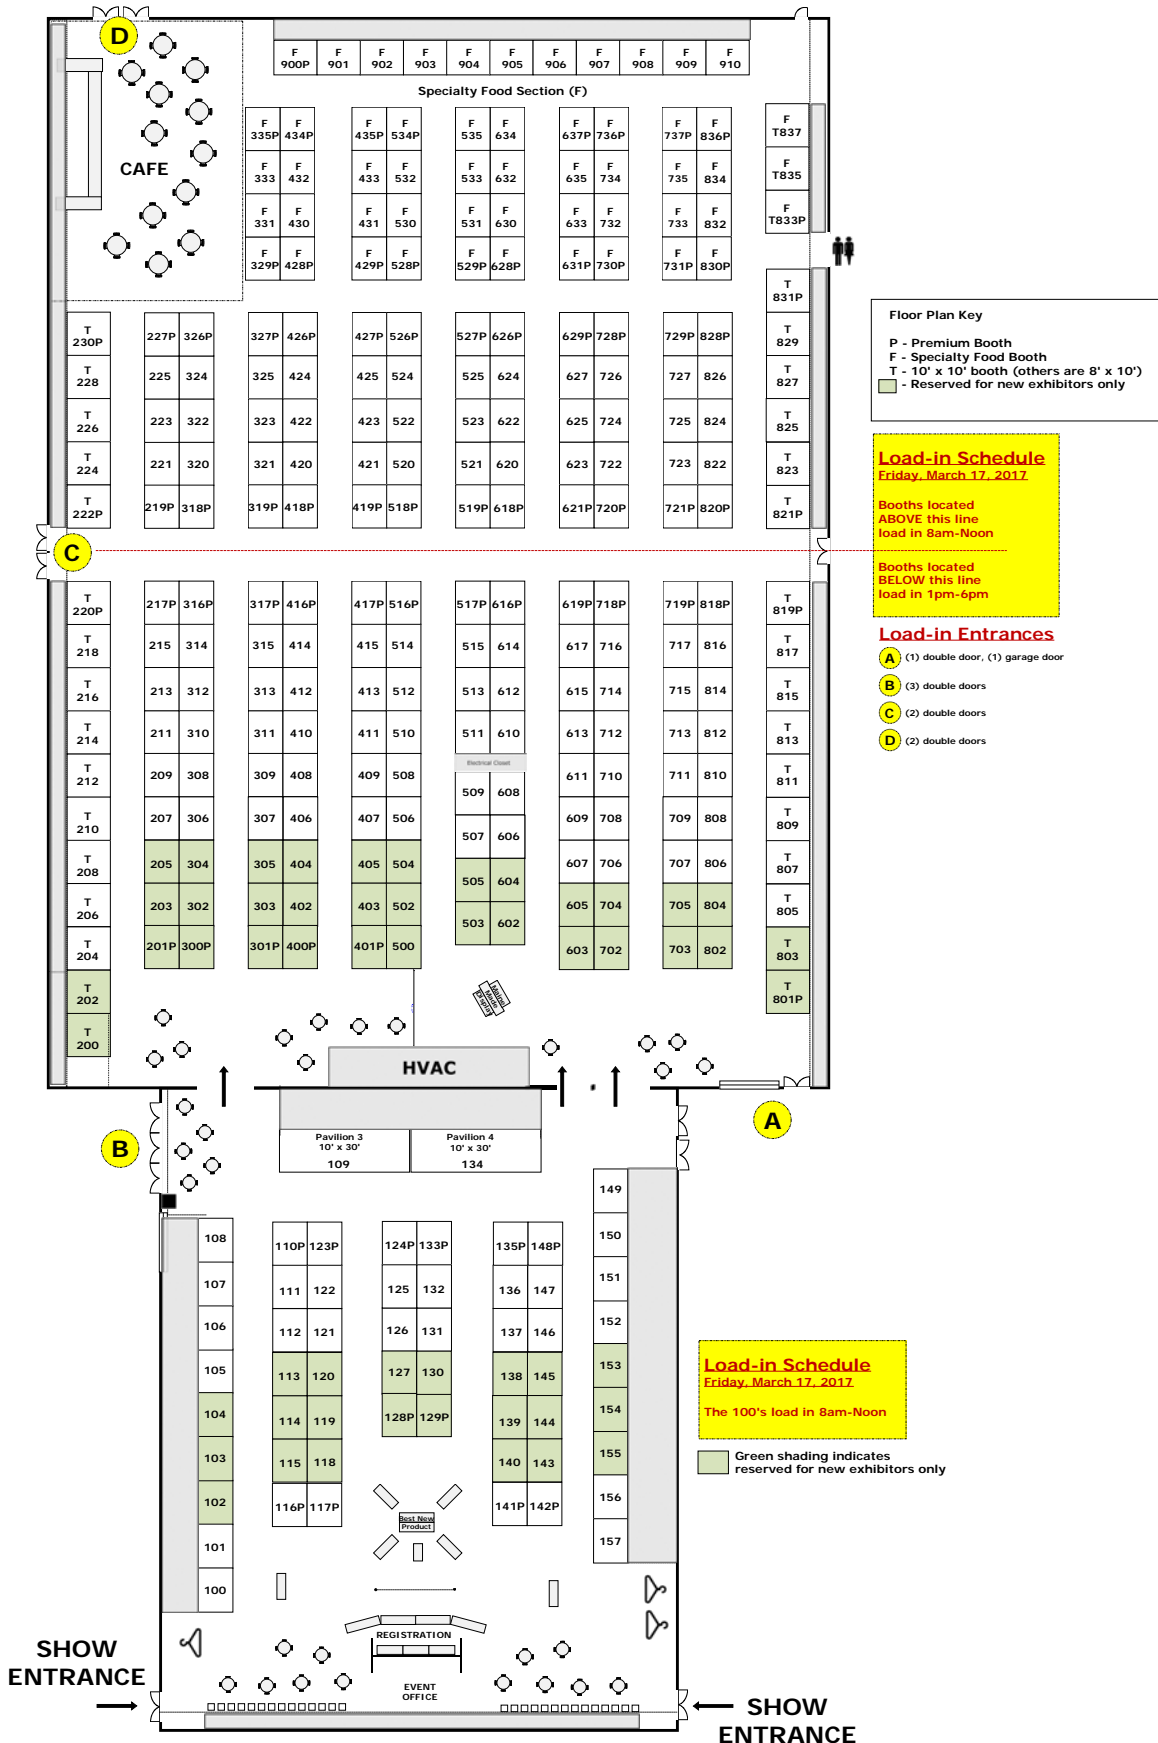 D
F 900P
F 901
F 902
F 903
F 904
F 905
F 906
F 907
F 908
F 909
F 910
Specialty Food Section (F)
CAFE
F 335P
F 434P
F 435P
F 534P
F 535
F 634
F 637P
F 736P
F 737P
F 836P
F T837
F 333
F 432
F 433
F 532
F 533
F 632
F 635
F 734
F 735
F 834
F T835
F 331
F 430
F 431
F 530
F 531
F 630
F 633
F 732
F 733
F 832
F T833P
F 329P
F 428P
F 429P
F 528P
F 529P
F 628P
F 631P
F 730P
F 731P
F 830P
T 831P
T 230P
227P 326P
327P 426P
427P 526P
527P 626P
629P 728P
729P 828P
T 829
T 228
225 324
325 424
425 524
525 624
627 726
727 826
T 827
T 226
223 322
323 422
423 522
523 622
625 724
725 824
T 825
T 224
221 320
321 420
421 520
521 620
623 722
723 822
T 823
T 222P
219P 318P
319P 418P
419P 518P
519P 618P
621P 720P
721P 820P
T 821P
Floor Plan Key
P - Premium Booth
F - Specialty Food Booth
T - 10' x 10' booth (others are 8' x 10')
- Reserved for new exhibitors only
Load-in Schedule
Friday, March 17, 2017
Booths located
ABOVE this line
load in 8am-Noon
Booths located
BELOW this line
load in 1pm-6pm
C
Load-in Entrances
A (1) double door, (1) garage door
B (3) double doors
C (2) double doors
D (2) double doors
T 220P
217P 316P
317P 416P
417P 516P
517P 616P
619P 718P
719P 818P
T 819P
T 218
215 314
315 414
415 514
515 614
617 716
717 816
T 817
T 216
213 312
313 412
413 512
513 612
615 714
715 814
T 815
T 214
211 310
311 410
411 510
511 610
613 712
713 812
T 813
Electrical Closet
T 212
209 308
309 408
409 508
509 608
611 710
711 810
T 811
T 210
207 306
307 406
407 506
507 606
609 708
709 808
T 809
T 208
205 304
305 404
405 504
505 604
607 706
707 806
T 807
T 206
203 302
303 402
403 502
503 602
605 704
705 804
T 805
T 204
201P 300P
301P 400P
401P 500
603 702
703 802
T 803
T 202
T 801P
T 200
Maine
Made
Display
HVAC
A
B
Pavilion 3
10' x 30'
109
Pavilion 4
10' x 30'
134
149
150
151
152
153
154
155
156
157
108
107
106
105
104
103
102
101
100
110P 123P
124P 133P
135P 148P
111 122
125 132
136 147
112 121
126 131
137 146
113 120
127 130
138 145
114 119
128P 129P
139 144
115 118
140 143
116P 117P
141P 142P
Best New
Product
Load-in Schedule
Friday, March 17, 2017
The 100's load in 8am-Noon
Green shading indicates
reserved for new exhibitors only
REGISTRATION
EVENT
OFFICE
SHOW
ENTRANCE
SHOW
ENTRANCE